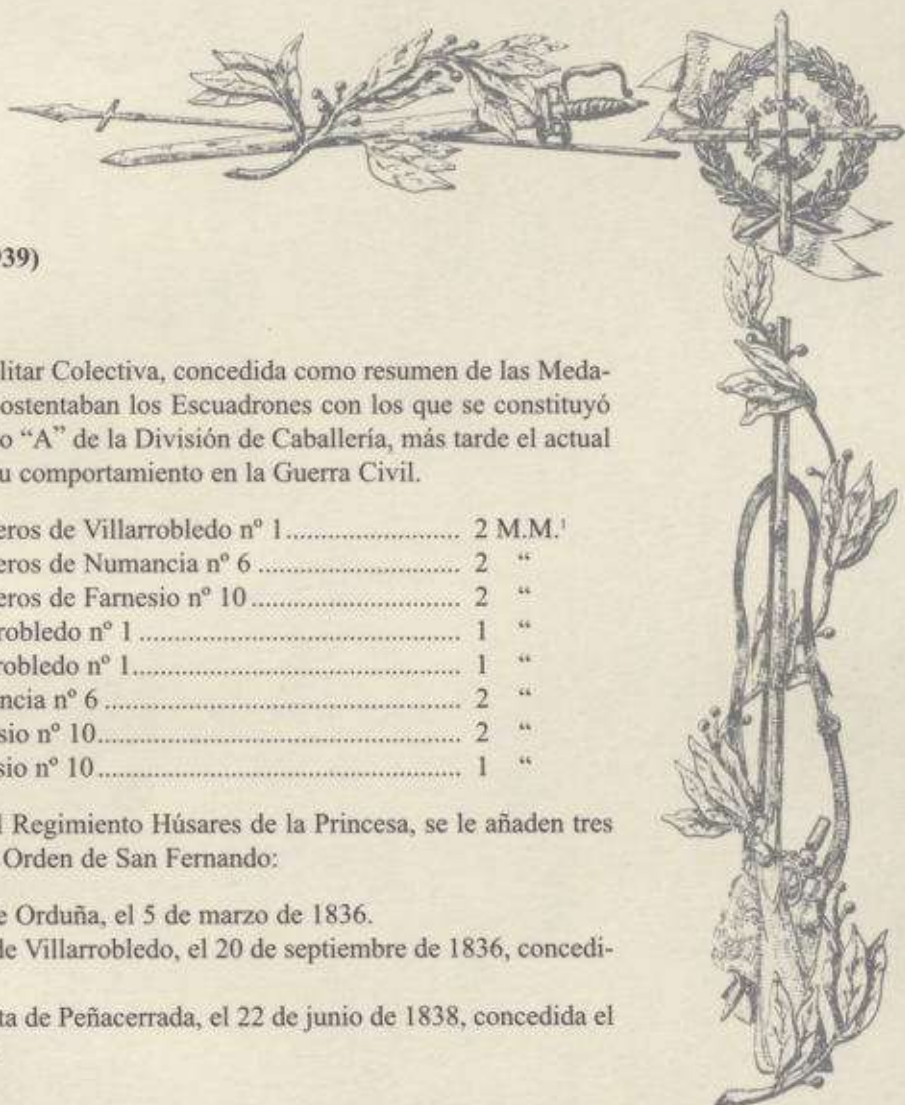 939)
litar Colectiva, concedida como resumen de las Meda-
ostentaban los Escuadrones con los que se constituyó
o “A” de la División de Caballería, más tarde el actual
u comportamiento en la Guerra Civil.
eros de Villarrobledo nº 1........................... 2 M.M.¹
eros de Numancia nº 6 ............................... 2 “
eros de Farnesio nº 10................................ 2 “
robledo nº 1 ................................................. 1 “
robledo nº 1.................................................. 1 “
ncia nº 6 ...................................................... 2 “
sio nº 10....................................................... 2 “
sio nº 10....................................................... 1 “
l Regimiento Húsares de la Princesa, se le añaden tres
Orden de San Fernando:
e Orduña, el 5 de marzo de 1836.
de Villarrobledo, el 20 de septiembre de 1836, concedi-
ta de Peñacerrada, el 22 de junio de 1838, concedida el